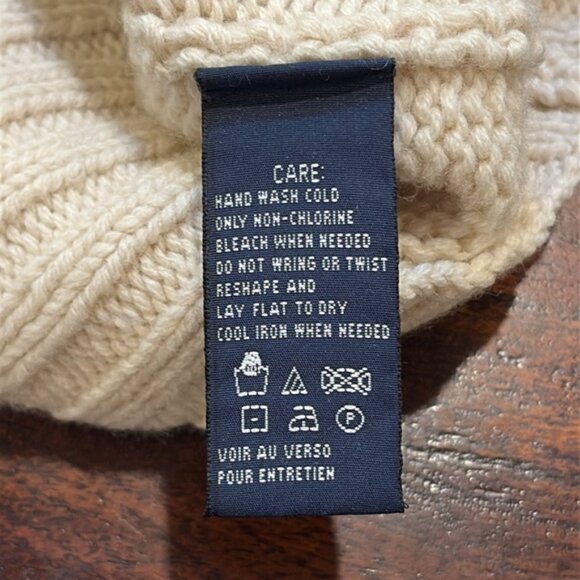 CARE:
HAND WASH COLD
ONLY NON-CHLORINE
BLEACH WHEN NEEDED
DO NOT WRING OR TWIST
RESHAPE AND
LAY FLAT TO DRY
COOL IRON WHEN NEEDED
P
VOIR AU VERSO
POUR ENTRETIEN